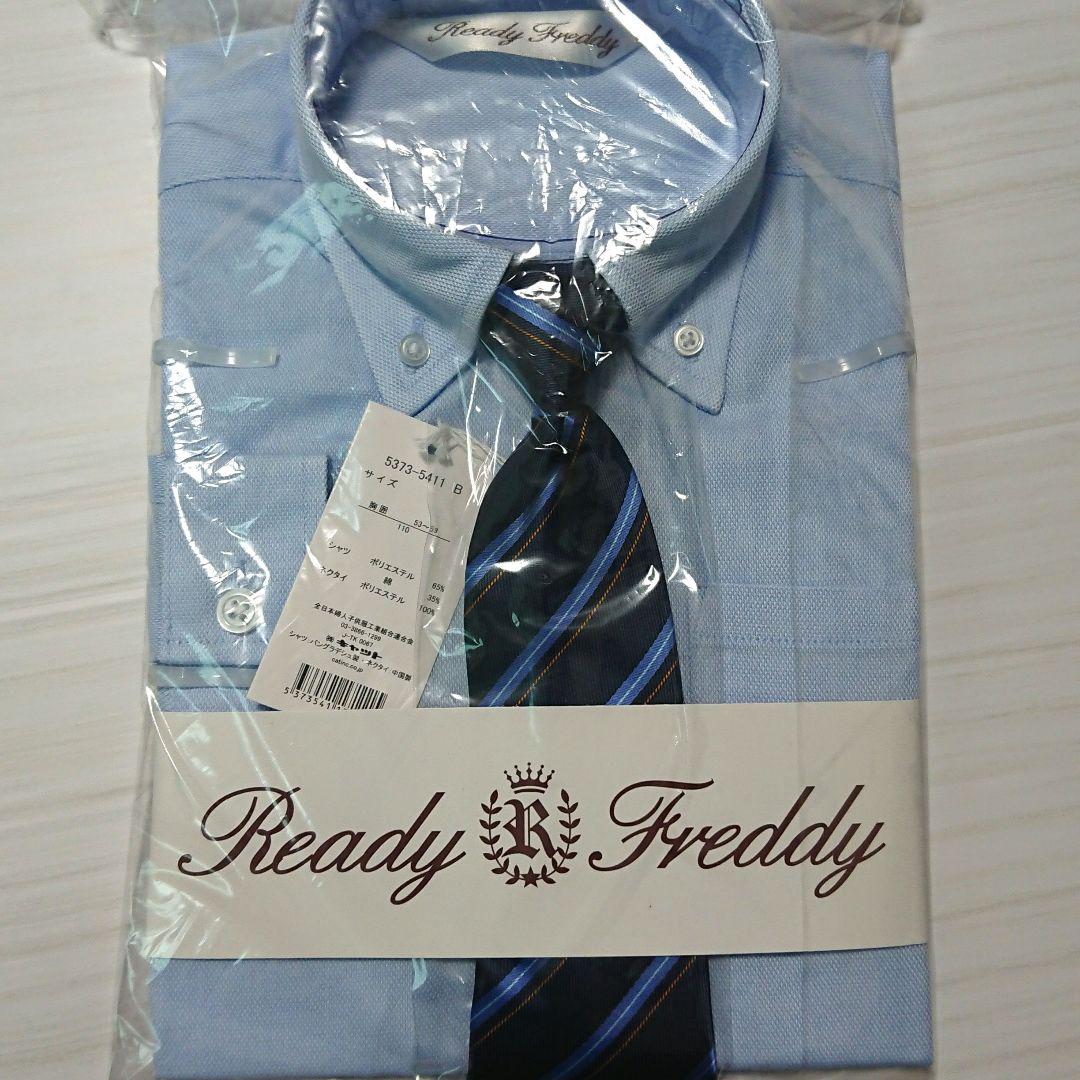 Ready Freddy
5373-5411 B
サイズ
胸囲 53～59
110
シャツ ポリエステル 65%
綿 35%
ネクタイ ポリエステル 100%
全日本婦人子供服工業組合連合会
03-3866-1299
J-TK 0067
㈱キャット
シャツ:バングラデシュ製・ネクタイ:中国製
catinc.co.jp
Ready R Freddy